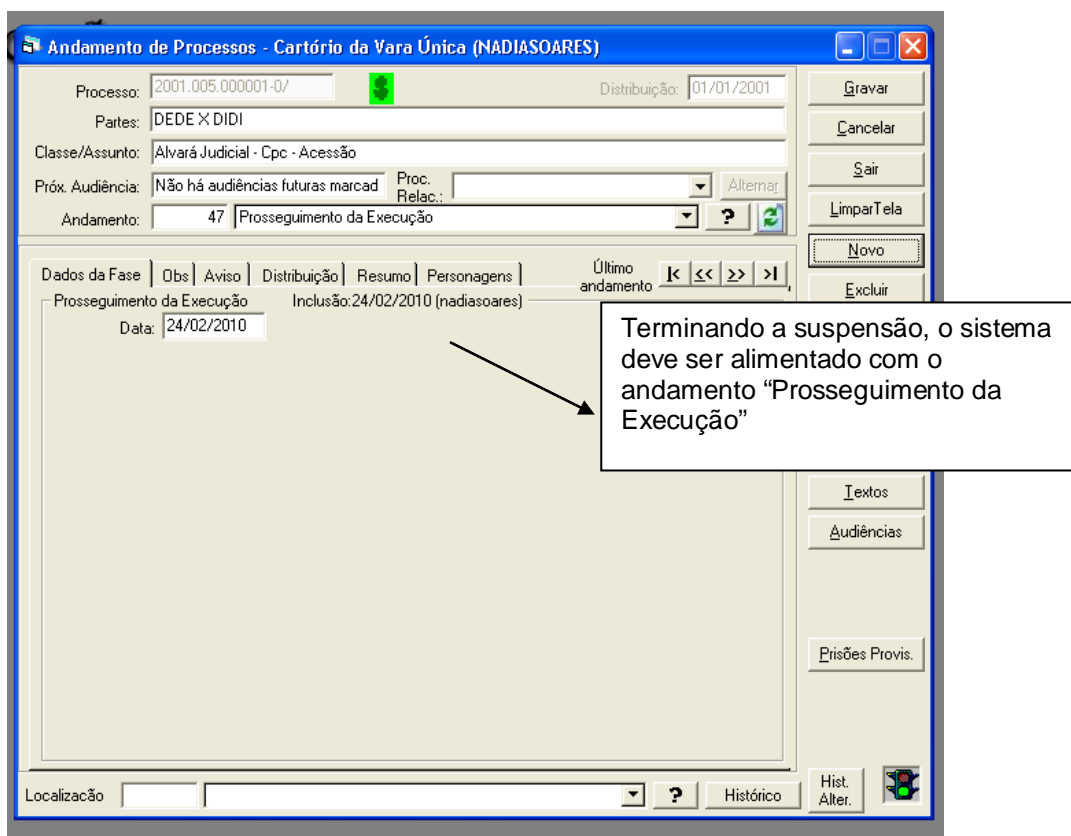 Andamento de Processos - Cartório da Vara Única (NADIASOARES)
Processo: 2001.005.000001-0/ $ Distribuição: 01/01/2001
Partes: DEDE X DIDI
Classe/Assunto: Alvará Judicial - Cpc - Acessão
Próx. Audiência: Não há audiências futuras marcad Proc. Relac.: Alternar
Andamento: 47 Prosseguimento da Execução ?
Gravar
Cancelar
Sair
LimparTela
Novo
Excluir
Dados da Fase Obs Aviso Distribuição Resumo Personagens Último andamento |< << >> >|
Prosseguimento da Execução Inclusão:24/02/2010 (nadiasoares)
Data: 24/02/2010
Terminando a suspensão, o sistema
deve ser alimentado com o
andamento “Prosseguimento da
Execução”
Textos
Audiências
Prisões Provis.
Localizacão ? Histórico
Hist.
Alter.